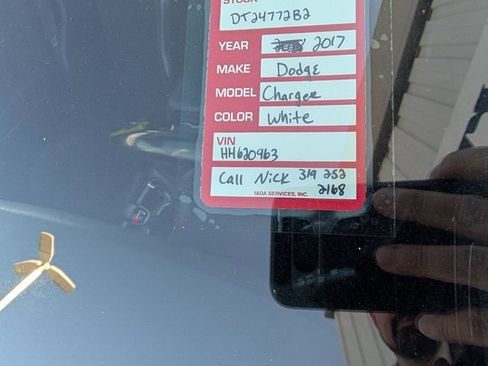 STOCK
DT24772B2
YEAR 2017
MAKE Dodge
MODEL Charger
COLOR White
VIN
HH620963
Call Nick 319 252
2168
IADA SERVICES, INC.